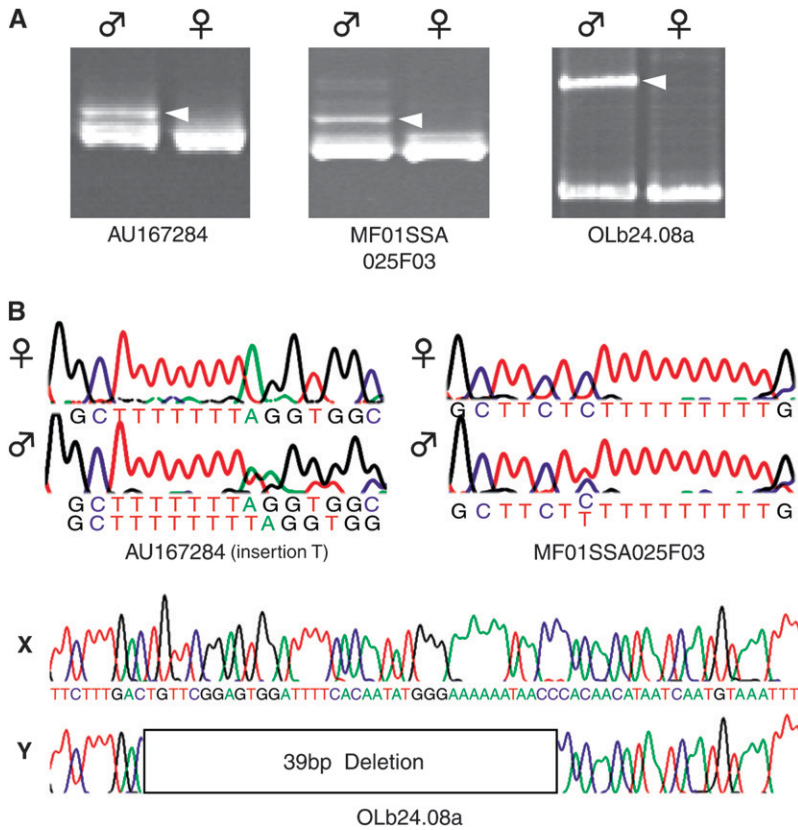 A
♂ ♀ ♂ ♀ ♂ ♀
AU167284
MF01SSA
025F03
OLb24.08a
B
♀
GCTTTTTTTAGGTGGC
♂
GCTTTTTTTAGGTGGC
GCTTTTTTTTAGGTGG
AU167284 (insertion T)
♀
GCTTCTCTTTTTTTTTG
♂
GCTTCTCTTTTTTTTTG
T
MF01SSA025F03
X
TTCTTTGACTGTTCGGAGTGGATTTTCACAATATGGGAAAAAATAACCCACAACATAATCAATGTAAATTT
Y
39bp Deletion
OLb24.08a